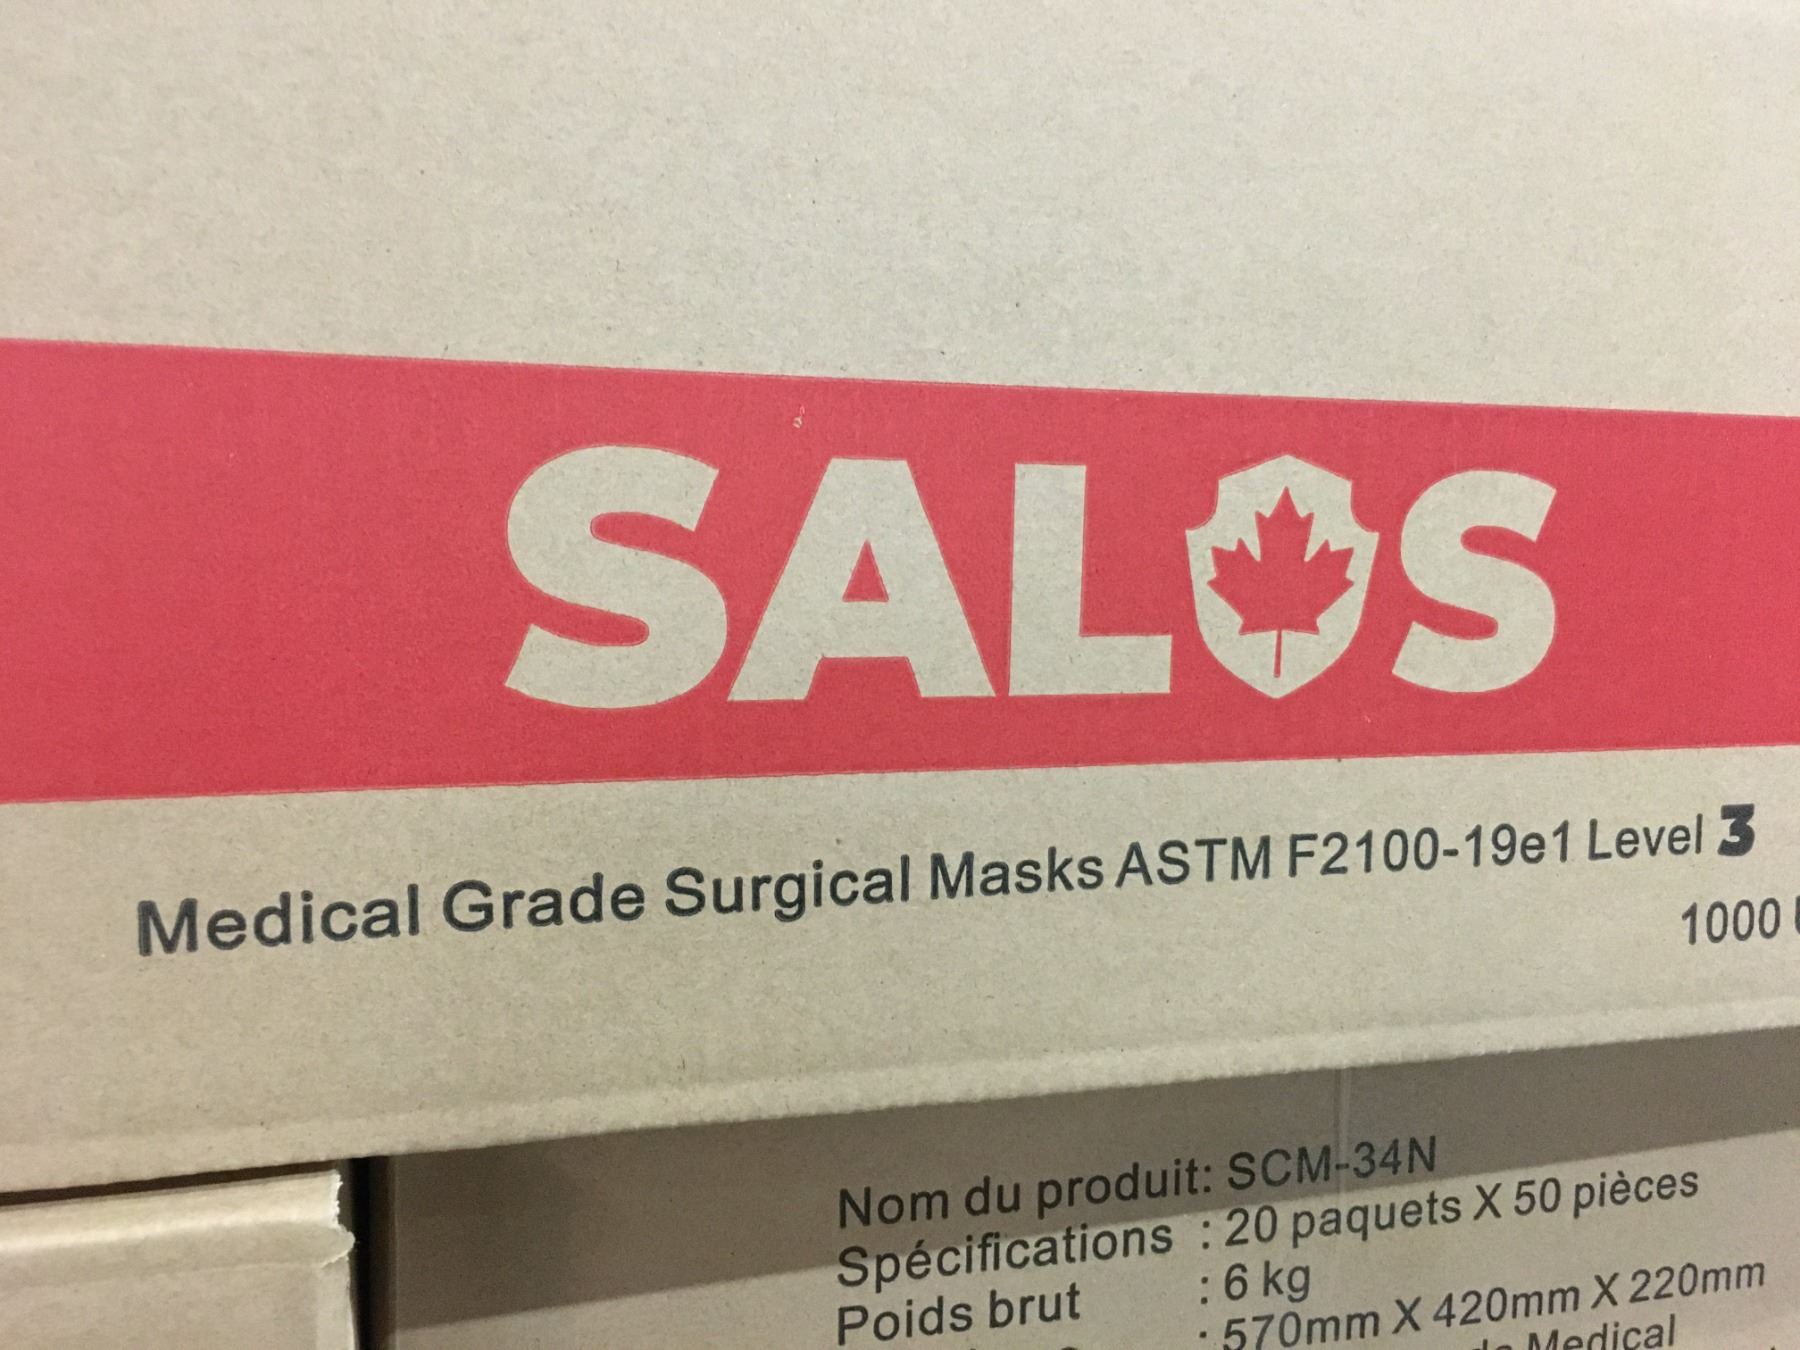 SALOS
Medical Grade Surgical Masks ASTM F2100-19e1 Level 3
1000
Nom du produit: SCM-34N
Spécifications : 20 paquets X 50 pièces
Poids brut : 6 kg
: 570mm X 420mm X 220mm
Medical